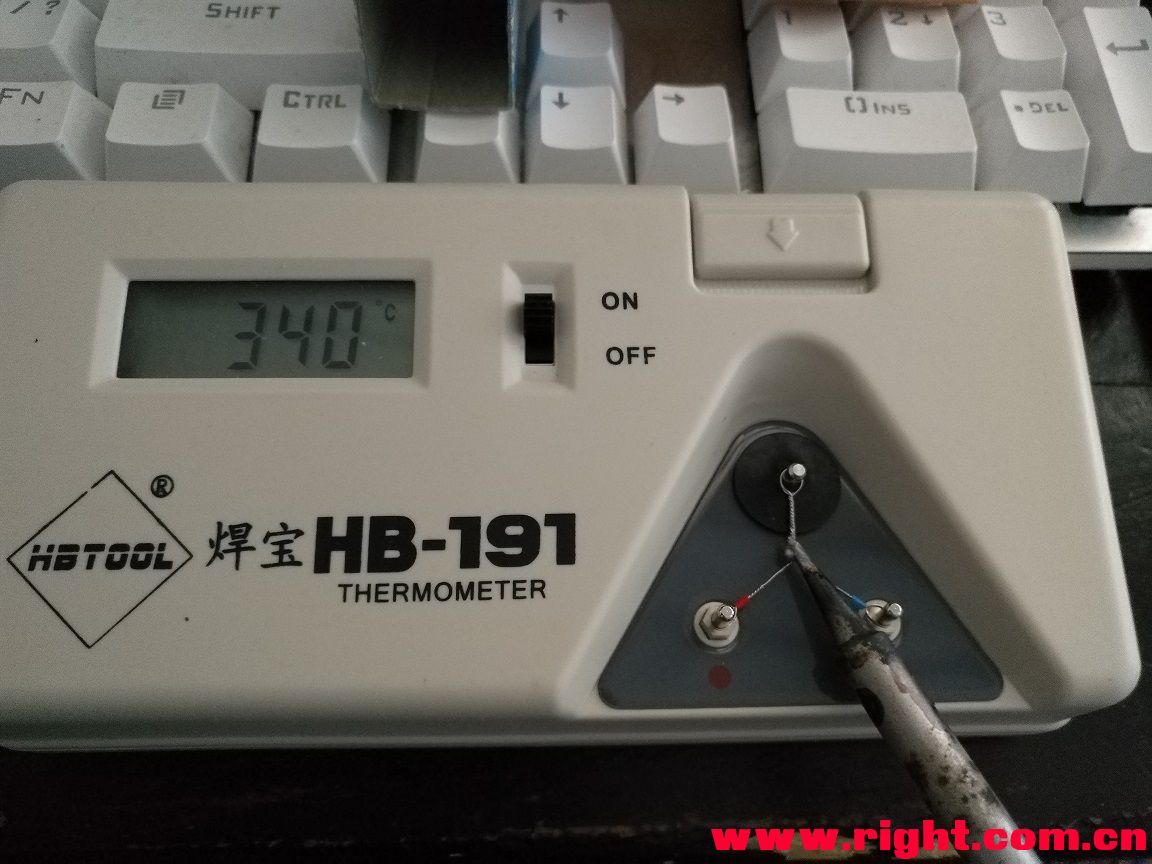 / ?
SHIFT
↑
1
2 ↓
3
FN
CTRL
↓
→
[] INS
• DEL
340 °C
ON
OFF
HBTOOL ®
焊宝 HB-191
THERMOMETER
www.right.com.cn